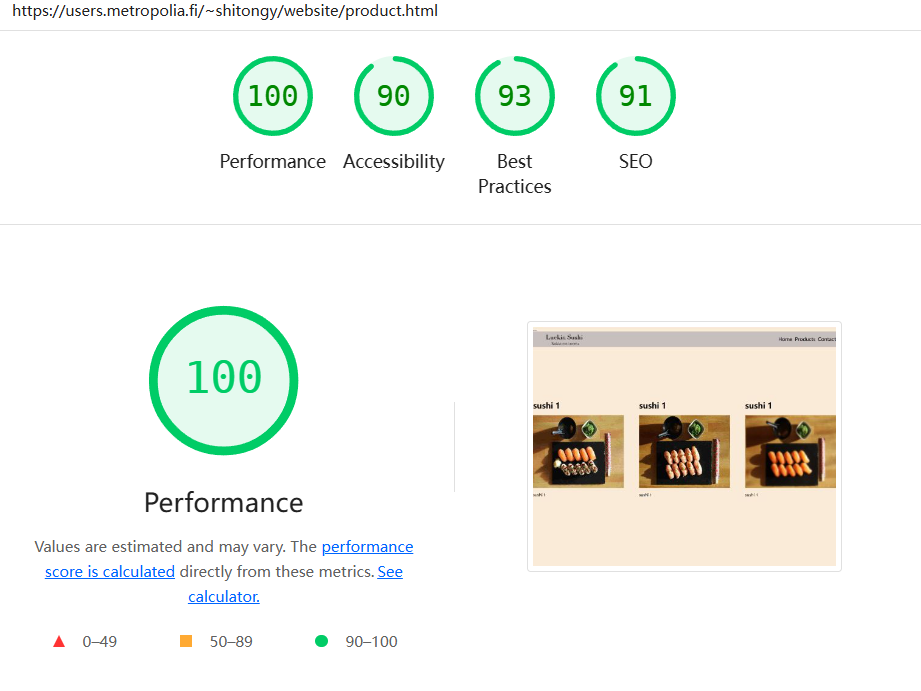 https://users.metropolia.fi/~shitongy/website/product.html
100 90 93 91
Performance Accessibility Best Practices SEO
100
Performance
Values are estimated and may vary. The performance
score is calculated directly from these metrics. See
calculator.
0–49 50–89 90–100
Home Products Contact
sushi 1 sushi 1 sushi 1
sushi 1 sushi 1 sushi 1